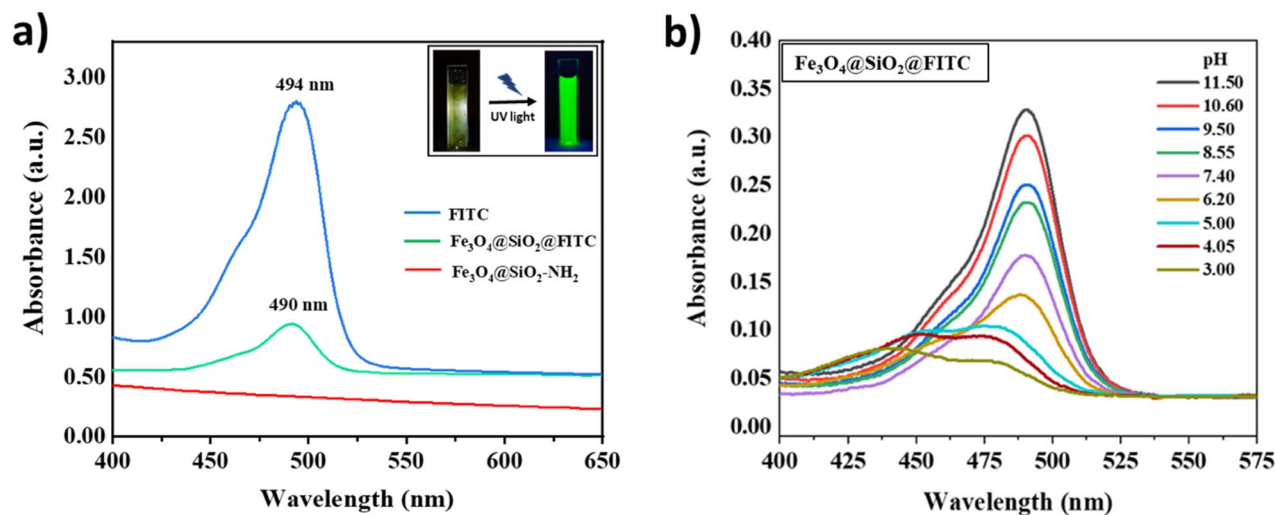 a)
3.00
2.50
2.00
1.50
1.00
0.50
0.00
Absorbance (a.u.)
494 nm
490 nm
UV light
FITC
Fe₃O₄@SiO₂@FITC
Fe₃O₄@SiO₂-NH₂
400 450 500 550 600 650
Wavelength (nm)
b)
0.40
0.35
0.30
0.25
0.20
0.15
0.10
0.05
0.00
Absorbance (a.u.)
Fe₃O₄@SiO₂@FITC
pH
11.50
10.60
9.50
8.55
7.40
6.20
5.00
4.05
3.00
400 425 450 475 500 525 550 575
Wavelength (nm)